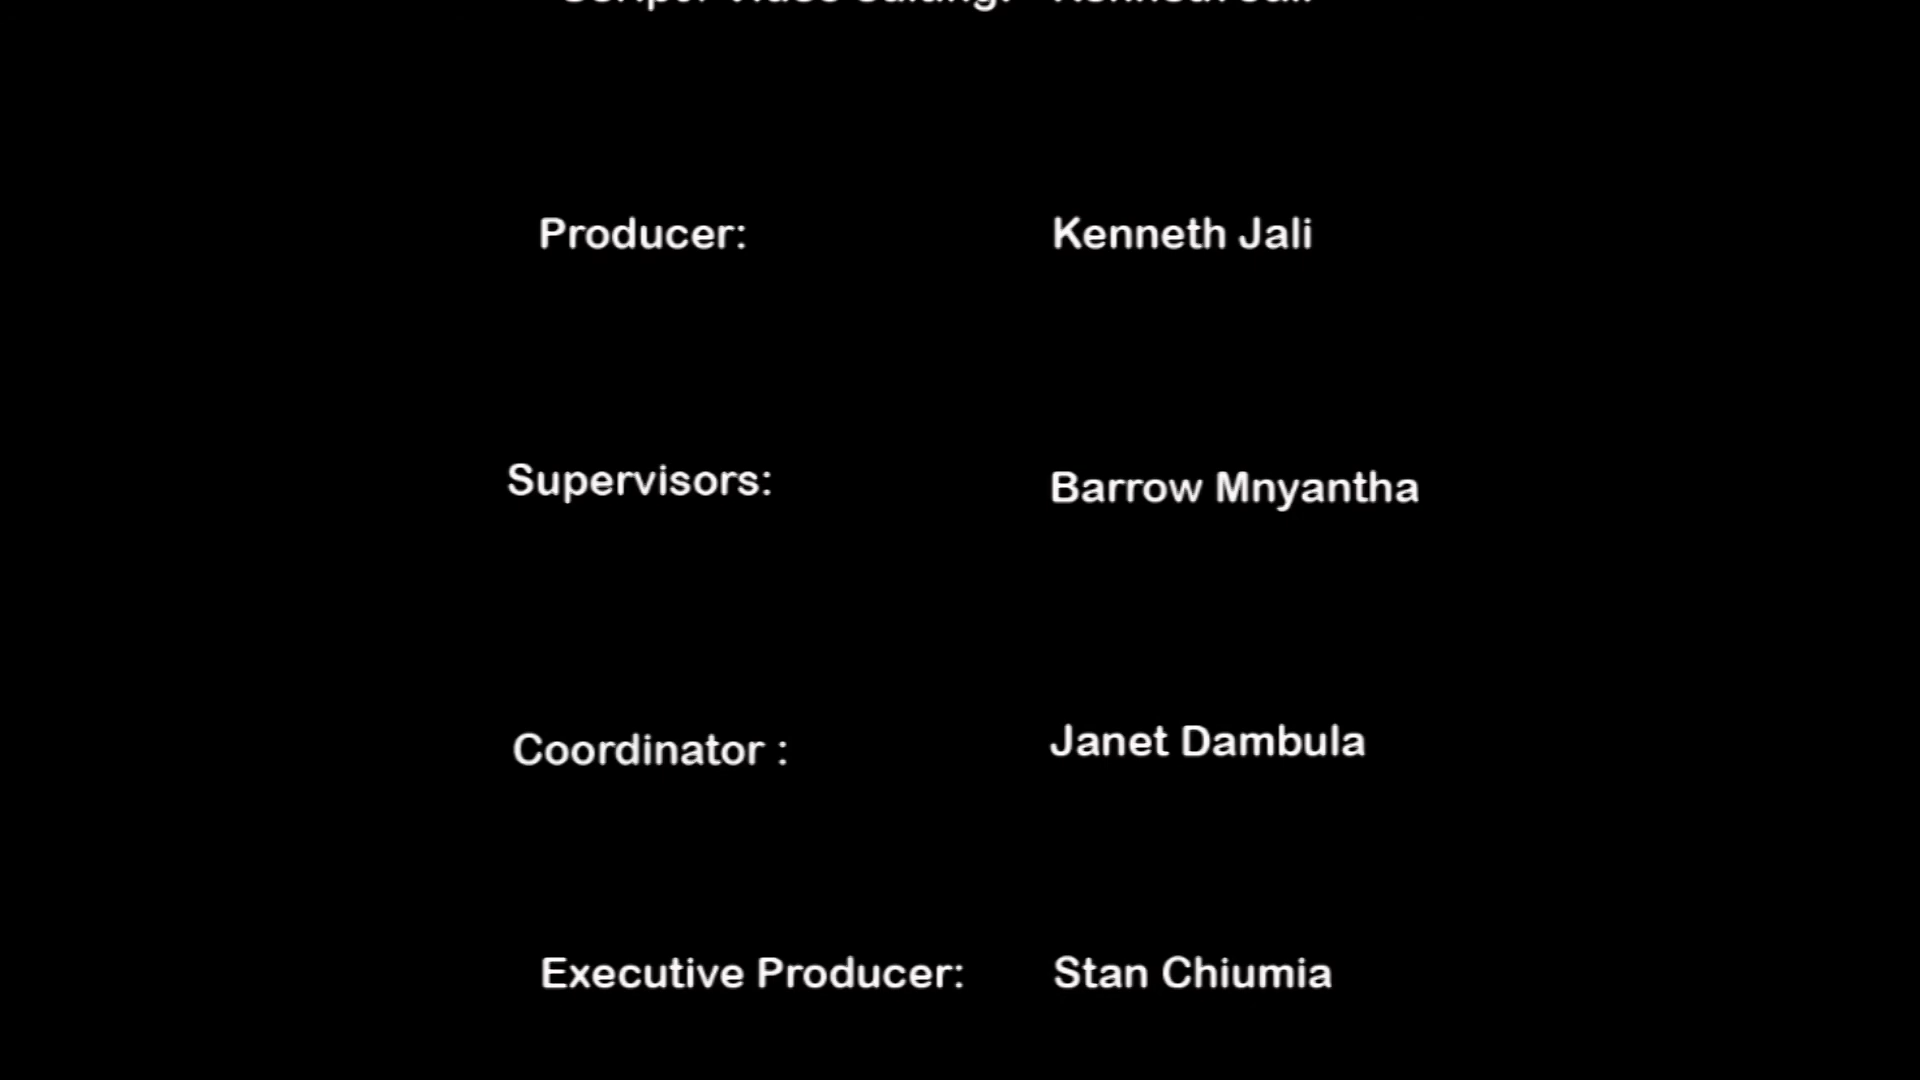 Producer: Kenneth Jali
Supervisors: Barrow Mnyantha
Coordinator : Janet Dambula
Executive Producer: Stan Chiumia